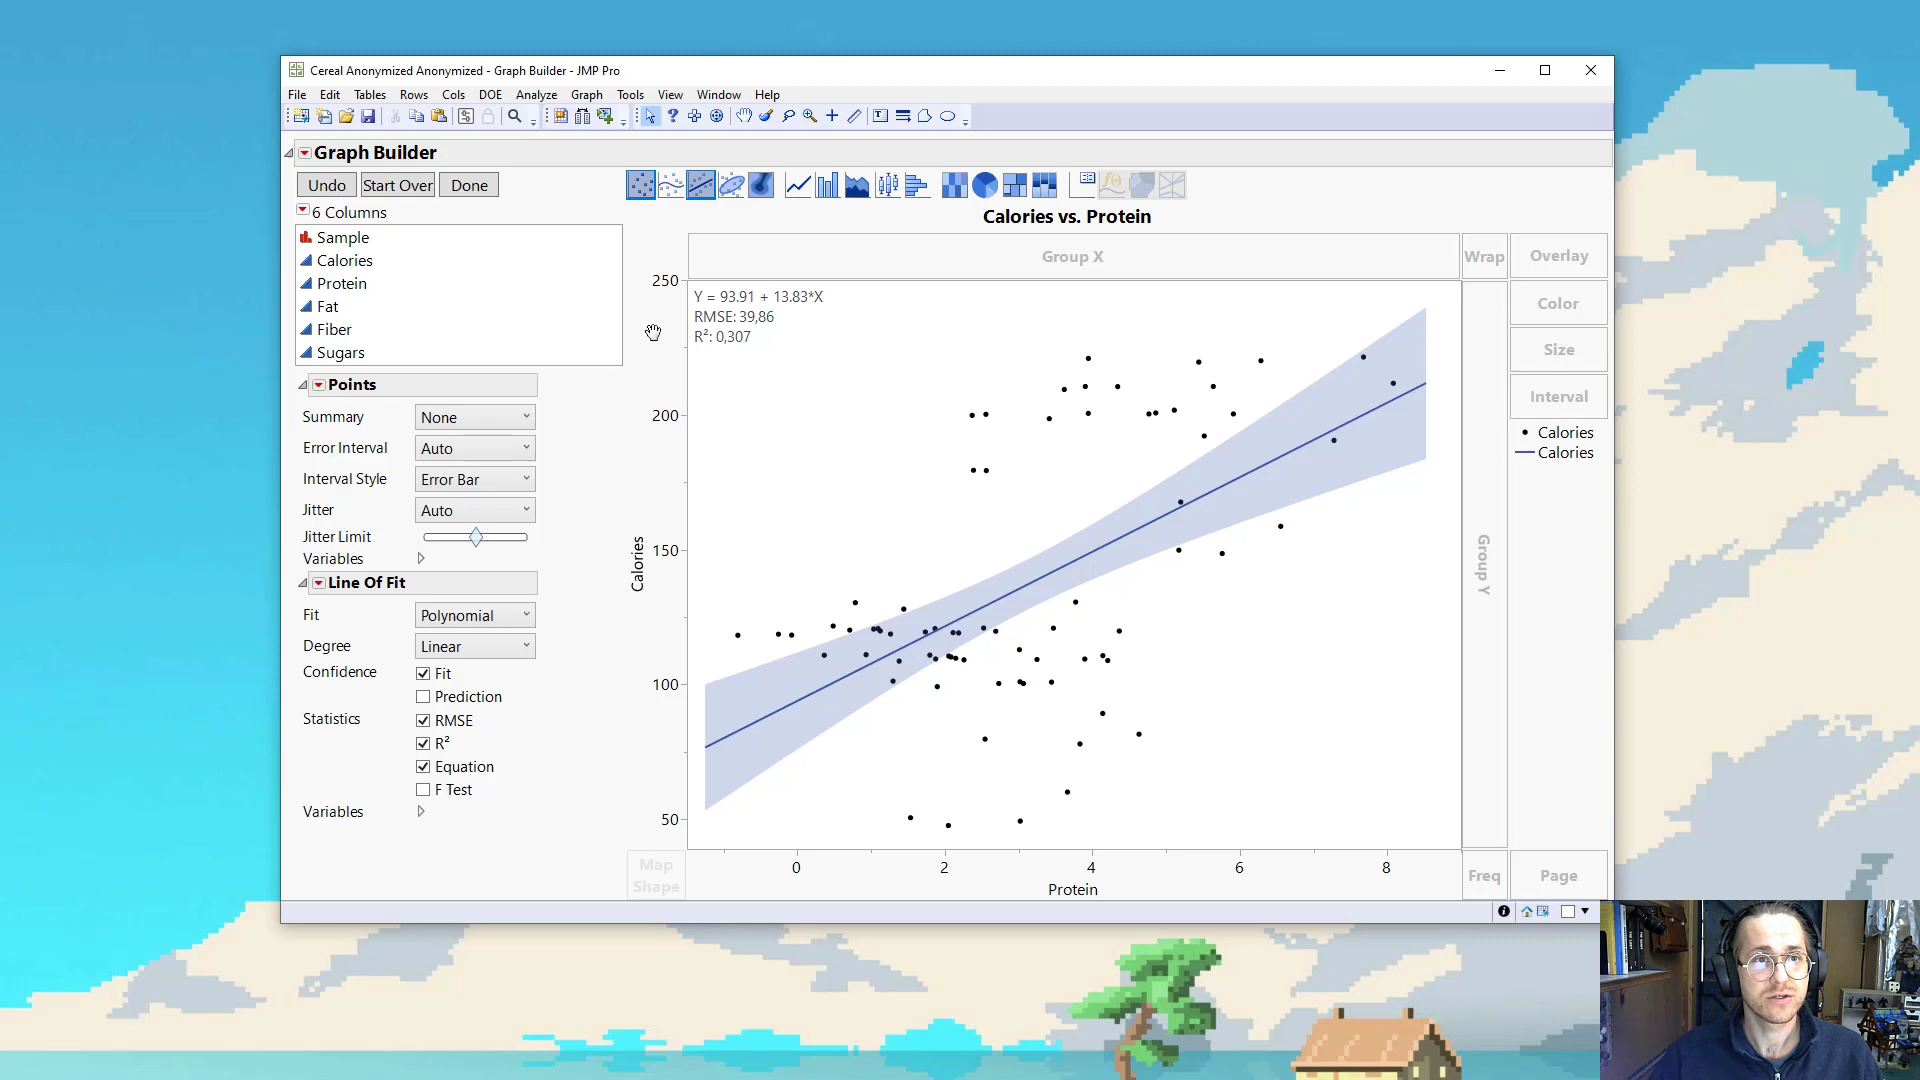 Cereal Anonymized Anonymized - Graph Builder - JMP Pro
File Edit Tables Rows Cols DOE Analyze Graph Tools View Window Help
Graph Builder
Undo Start Over Done
6 Columns
Sample
Calories
Protein
Fat
Fiber
Sugars
Points
Summary None
Error Interval Auto
Interval Style Error Bar
Jitter Auto
Jitter Limit
Variables
Line Of Fit
Fit Polynomial
Degree Linear
Confidence Fit
Prediction
Statistics RMSE
R²
Equation
F Test
Variables
Calories vs. Protein
Group X
Wrap
Overlay
Color
Size
Interval
Calories
Calories
Y = 93.91 + 13.83*X
RMSE: 39,86
R²: 0,307
250
200
150
100
50
Calories
Group Y
0 2 4 6 8
Protein
Map
Shape
Freq
Page